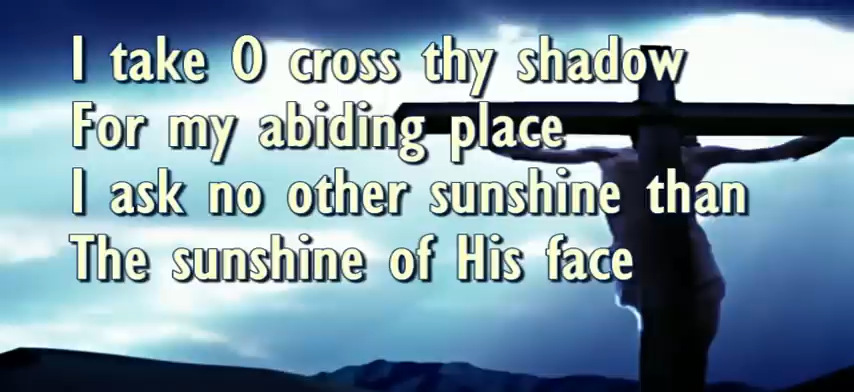 I take O cross thy shadow
For my abiding place
I ask no other sunshine than
The sunshine of His face